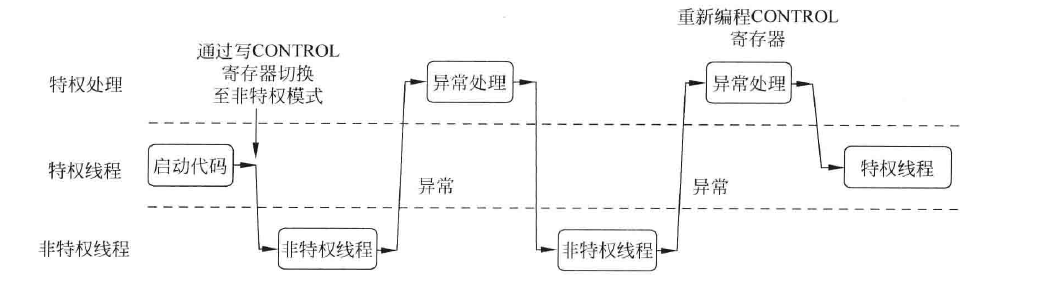 重新编程CONTROL
寄存器
通过写CONTROL
寄存器切换
至非特权模式
特权处理
异常处理
异常处理
特权线程
启动代码
异常
异常
特权线程
非特权线程
非特权线程
非特权线程